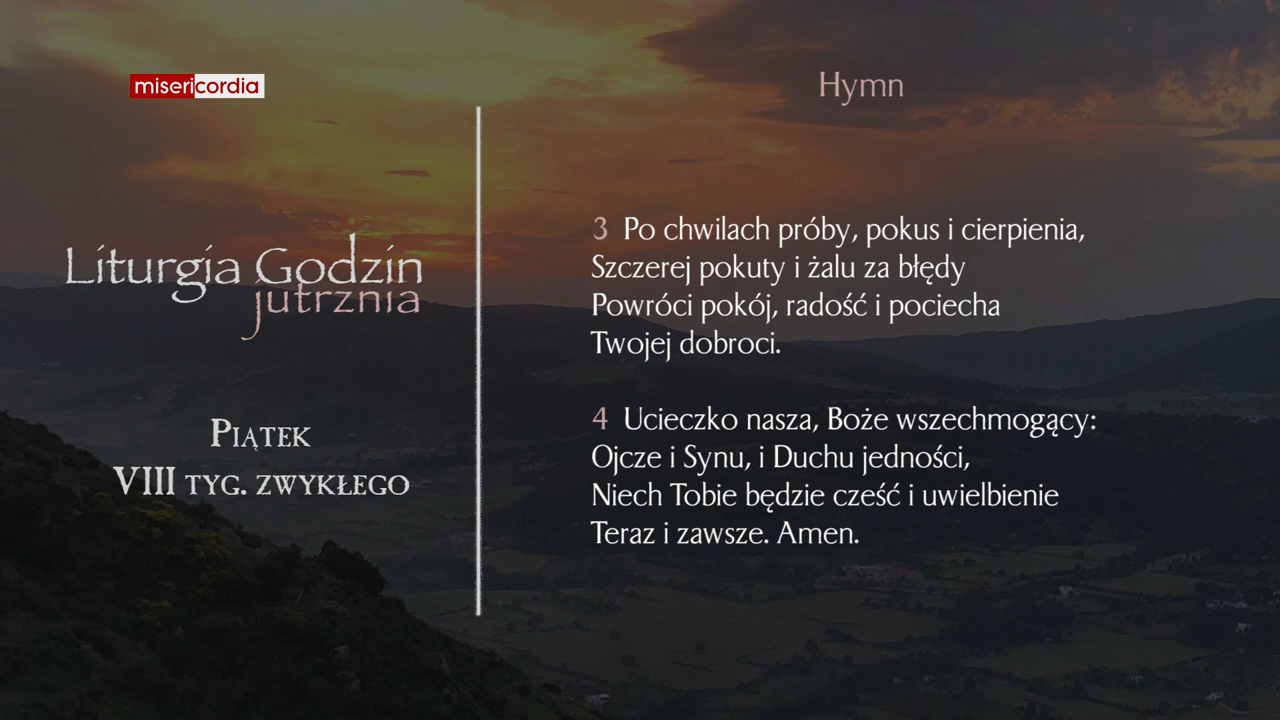 misericordia
Liturgia Godzin
jutrznia
Piątek
VIII tyg. zwykłego
Hymn
3 Po chwilach próby, pokus i cierpienia,
Szczerej pokuty i żalu za błędy
Powróci pokój, radość i pociecha
Twojej dobroci.
4 Ucieczko nasza, Boże wszechmogący:
Ojcze i Synu, i Duchu jedności,
Niech Tobie będzie cześć i uwielbienie
Teraz i zawsze. Amen.